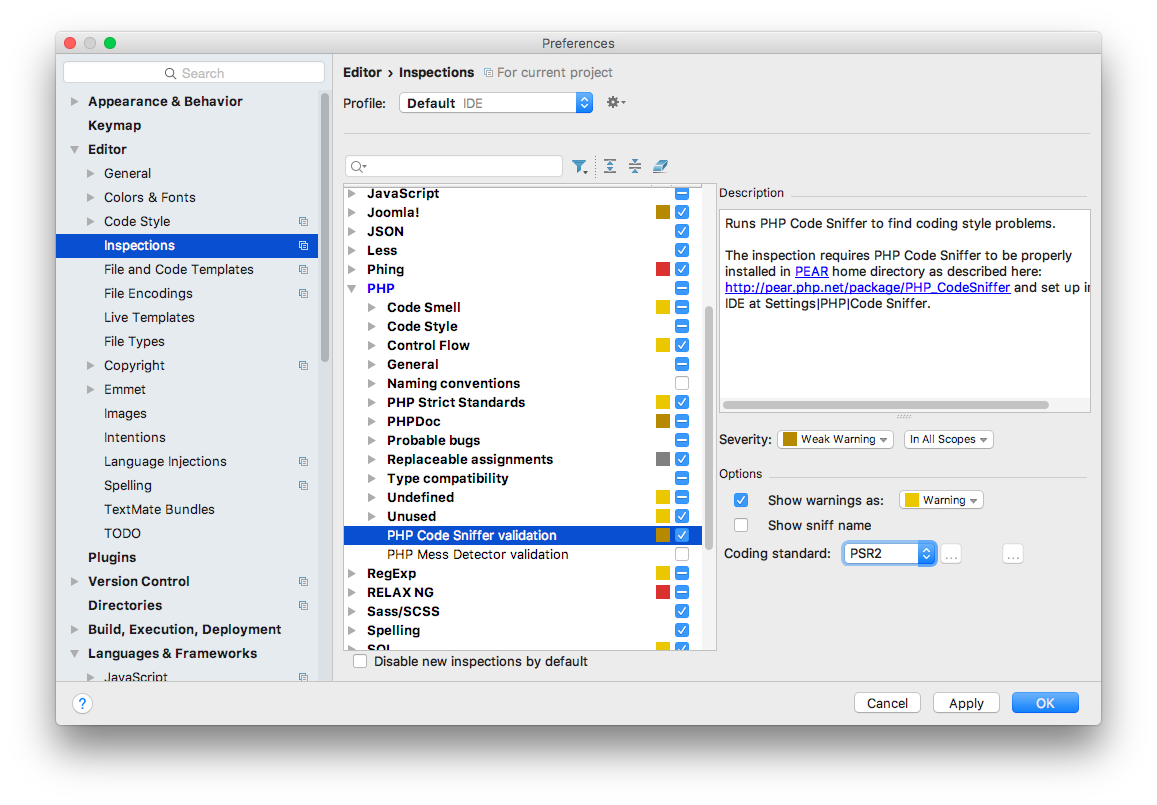 Preferences
Search
Appearance & Behavior
Keymap
Editor
General
Colors & Fonts
Code Style
Inspections
File and Code Templates
File Encodings
Live Templates
File Types
Copyright
Emmet
Images
Intentions
Language Injections
Spelling
TextMate Bundles
TODO
Plugins
Version Control
Directories
Build, Execution, Deployment
Languages & Frameworks
JavaScript
Editor › Inspections For current project
Profile: Default IDE
JavaScript
Joomla!
JSON
Less
Phing
PHP
Code Smell
Code Style
Control Flow
General
Naming conventions
PHP Strict Standards
PHPDoc
Probable bugs
Replaceable assignments
Type compatibility
Undefined
Unused
PHP Code Sniffer validation
PHP Mess Detector validation
RegExp
RELAX NG
Sass/SCSS
Spelling
SQL
Disable new inspections by default
Description
Runs PHP Code Sniffer to find coding style problems.
The inspection requires PHP Code Sniffer to be properly
installed in PEAR home directory as described here:
http://pear.php.net/package/PHP_CodeSniffer and set up in
IDE at Settings|PHP|Code Sniffer.
Severity: Weak Warning In All Scopes
Options
Show warnings as: Warning
Show sniff name
Coding standard: PSR2 ... ...
? Cancel Apply OK